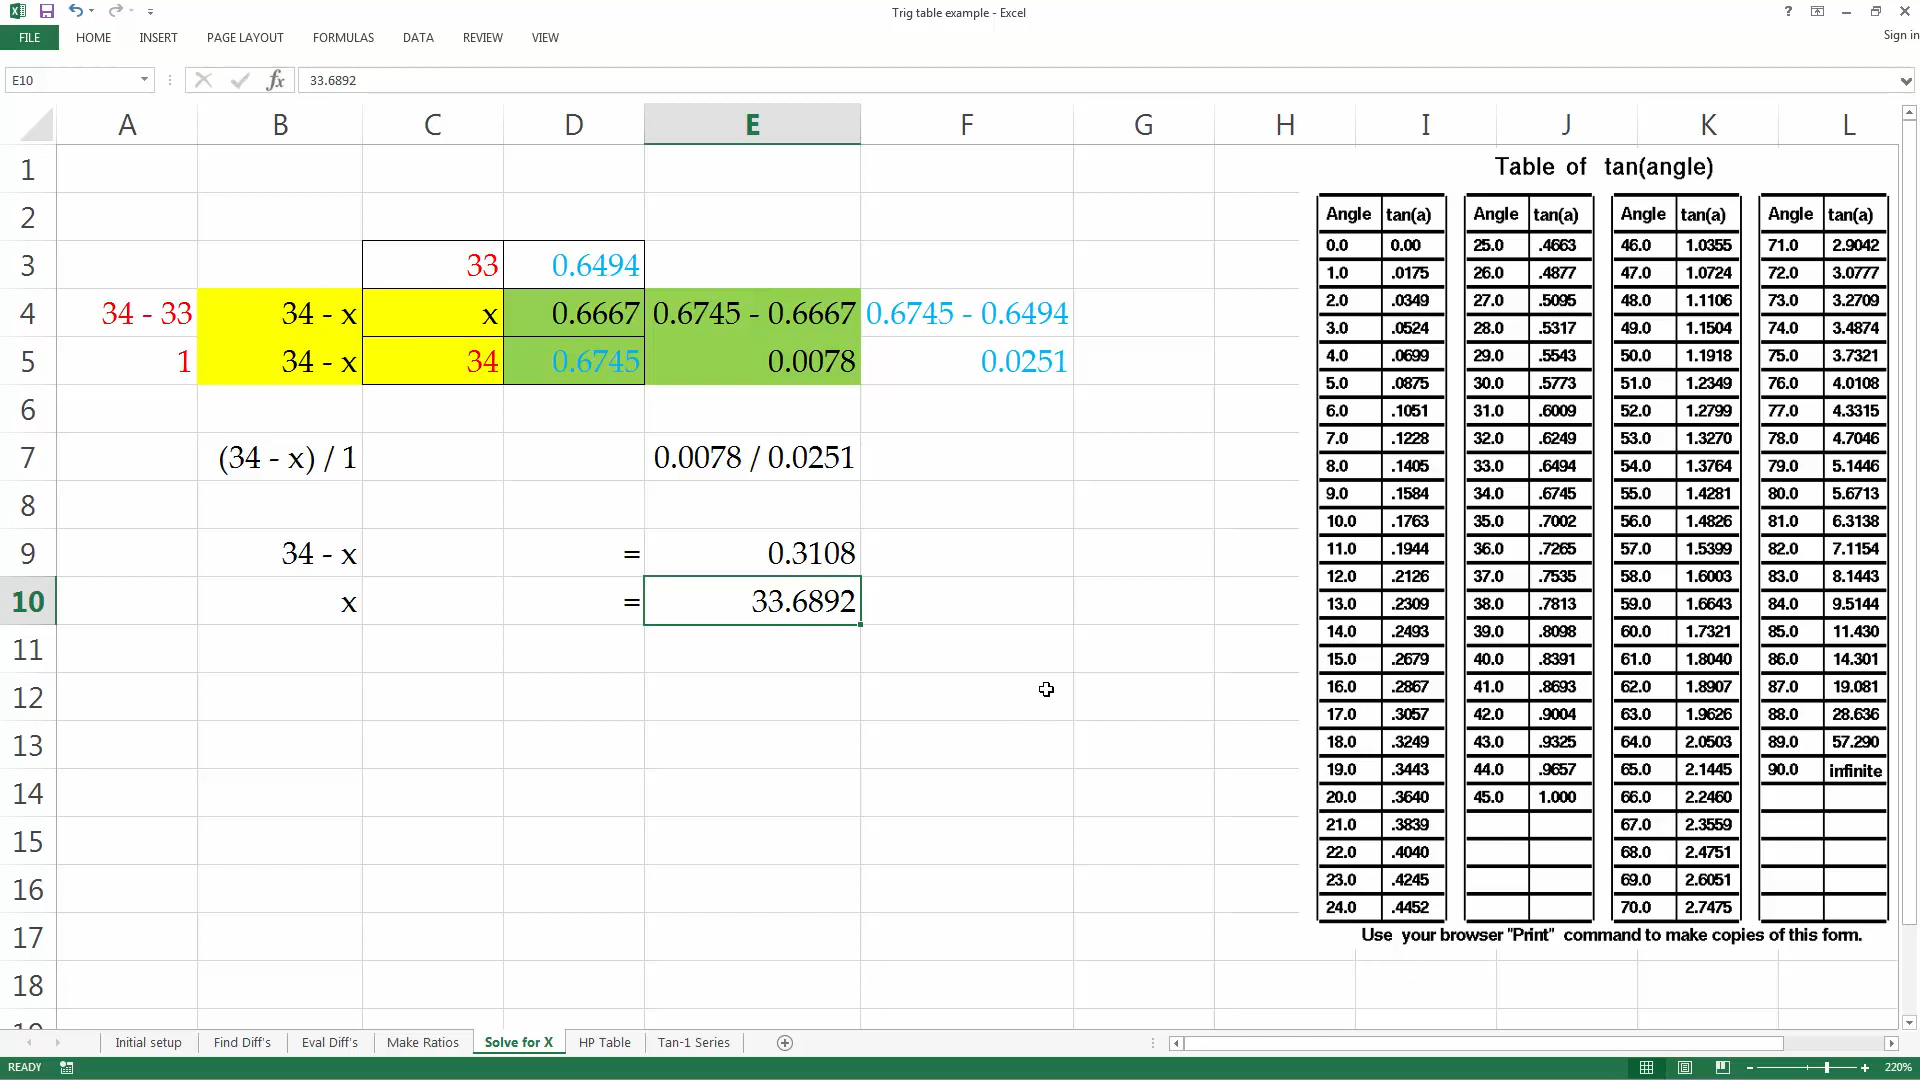 Trig table example - Excel
?
Sign in
FILE HOME INSERT PAGE LAYOUT FORMULAS DATA REVIEW VIEW
E10 fx 33.6892
A B C D E F G H I J K L
1
2
3 33 0.6494
4 34 - 33 34 - x x 0.6667 0.6745 - 0.6667 0.6745 - 0.6494
5 1 34 - x 34 0.6745 0.0078 0.0251
6
7 (34 - x) / 1 0.0078 / 0.0251
8
9 34 - x = 0.3108
10 x = 33.6892
11
12
13
14
15
16
17
18
19
Table of tan(angle)
Angle tan(a) Angle tan(a) Angle tan(a) Angle tan(a)
0.0 0.00 25.0 .4663 46.0 1.0355 71.0 2.9042
1.0 .0175 26.0 .4877 47.0 1.0724 72.0 3.0777
2.0 .0349 27.0 .5095 48.0 1.1106 73.0 3.2709
3.0 .0524 28.0 .5317 49.0 1.1504 74.0 3.4874
4.0 .0699 29.0 .5543 50.0 1.1918 75.0 3.7321
5.0 .0875 30.0 .5773 51.0 1.2349 76.0 4.0108
6.0 .1051 31.0 .6009 52.0 1.2799 77.0 4.3315
7.0 .1228 32.0 .6249 53.0 1.3270 78.0 4.7046
8.0 .1405 33.0 .6494 54.0 1.3764 79.0 5.1446
9.0 .1584 34.0 .6745 55.0 1.4281 80.0 5.6713
10.0 .1763 35.0 .7002 56.0 1.4826 81.0 6.3138
11.0 .1944 36.0 .7265 57.0 1.5399 82.0 7.1154
12.0 .2126 37.0 .7535 58.0 1.6003 83.0 8.1443
13.0 .2309 38.0 .7813 59.0 1.6643 84.0 9.5144
14.0 .2493 39.0 .8098 60.0 1.7321 85.0 11.430
15.0 .2679 40.0 .8391 61.0 1.8040 86.0 14.301
16.0 .2867 41.0 .8693 62.0 1.8907 87.0 19.081
17.0 .3057 42.0 .9004 63.0 1.9626 88.0 28.636
18.0 .3249 43.0 .9325 64.0 2.0503 89.0 57.290
19.0 .3443 44.0 .9657 65.0 2.1445 90.0 infinite
20.0 .3640 45.0 1.000 66.0 2.2460
21.0 .3839 67.0 2.3559
22.0 .4040 68.0 2.4751
23.0 .4245 69.0 2.6051
24.0 .4452 70.0 2.7475
Use your browser "Print" command to make copies of this form.
Initial setup Find Diff's Eval Diff's Make Ratios Solve for X HP Table Tan-1 Series
READY 220%